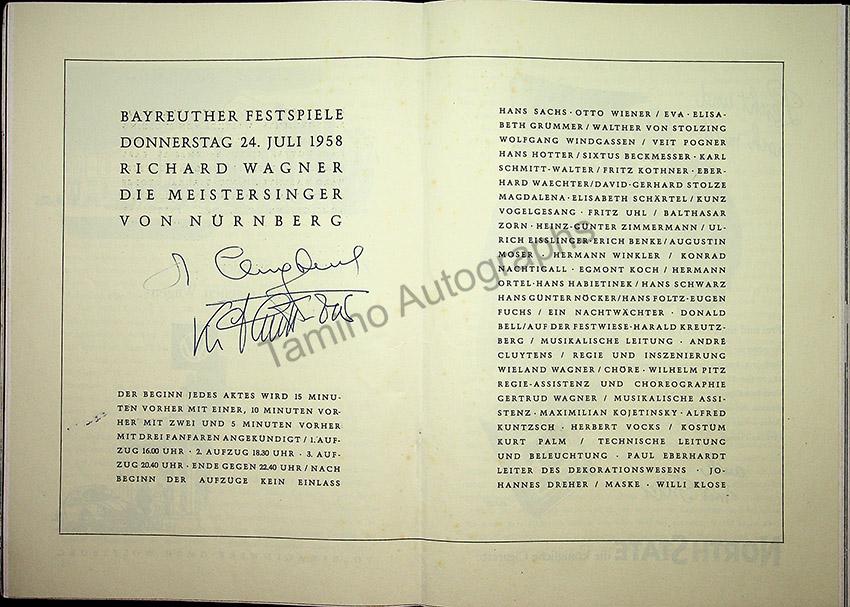 BAYREUTHER FESTSPIELE
DONNERSTAG 24. JULI 1958
RICHARD WAGNER
DIE MEISTERSINGER
VON NÜRNBERG
DER BEGINN JEDES AKTES WIRD 15 MINU-
TEN VORHER MIT EINER, 10 MINUTEN VOR-
HER MIT ZWEI UND 5 MINUTEN VORHER
MIT DREI FANFAREN ANGEKÜNDIGT / 1. AUF-
ZUG 16.00 UHR · 2. AUFZUG 18.30 UHR · 3. AUF-
ZUG 20.40 UHR · ENDE GEGEN 22.40 UHR / NACH
BEGINN DER AUFZÜGE KEIN EINLASS
HANS SACHS · OTTO WIENER / EVA · ELISA-
BETH GRÜMMER / WALTHER VON STOLZING
WOLFGANG WINDGASSEN / VEIT POGNER
HANS HOTTER / SIXTUS BECKMESSER · KARL
SCHMITT-WALTER / FRITZ KOTHNER · EBER-
HARD WAECHTER/DAVID · GERHARD STOLZE
MAGDALENA · ELISABETH SCHÄRTEL / KUNZ
VOGELGESANG · FRITZ UHL / BALTHASAR
ZORN · HEINZ-GÜNTER ZIMMERMANN / UL-
RICH EISSLINGER · ERICH BENKE/AUGUSTIN
MOSER · HERMANN WINKLER / KONRAD
NACHTIGALL · EGMONT KOCH / HERMANN
ORTEL · HANS HABIETINEK / HANS SCHWARZ
HANS GÜNTER NÖCKER/HANS FOLTZ · EUGEN
FUCHS / EIN NACHTWÄCHTER · DONALD
BELL/AUF DER FESTWIESE · HARALD KREUTZ-
BERG / MUSIKALISCHE LEITUNG · ANDRÉ
CLUYTENS / REGIE UND INSZENIERUNG
WIELAND WAGNER / CHÖRE · WILHELM PITZ
REGIE-ASSISTENZ UND CHOREOGRAPHIE
GERTRUD WAGNER / MUSIKALISCHE ASSI-
STENZ · MAXIMILIAN KOJETINSKY · ALFRED
KUNTZSCH · HERBERT VOCKS / KOSTÜM
KURT PALM / TECHNISCHE LEITUNG
UND BELEUCHTUNG · PAUL EBERHARDT
LEITER DES DEKORATIONSWESENS · JO-
HANNES DREHER / MASKE · WILLI KLOSE
Tamino Autographs